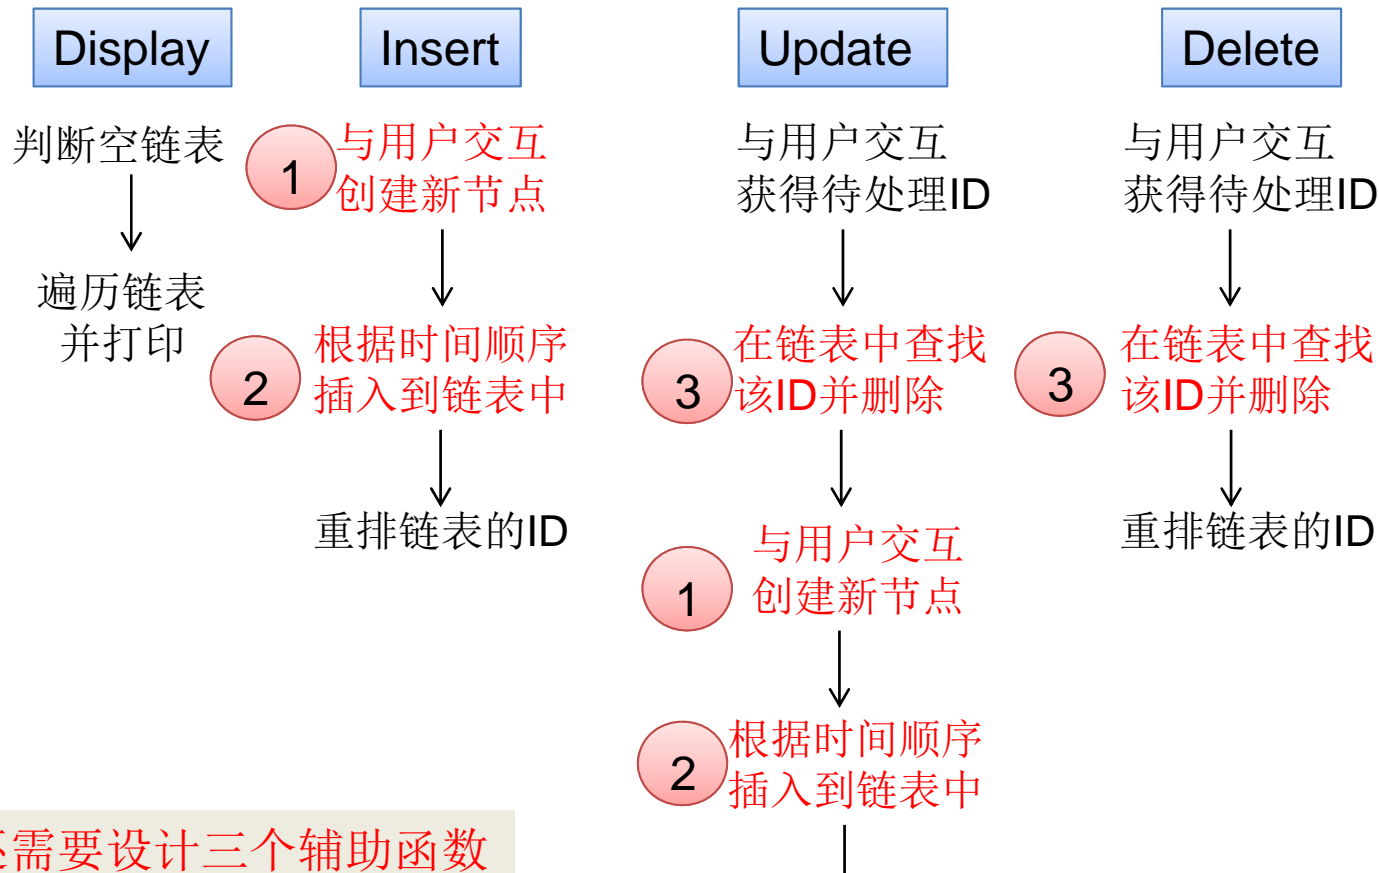 Display
Insert
Update
Delete
判断空链表
遍历链表
并打印
1
与用户交互
创建新节点
2
根据时间顺序
插入到链表中
重排链表的ID
与用户交互
获得待处理ID
3
在链表中查找
该ID并删除
1
与用户交互
创建新节点
2
根据时间顺序
插入到链表中
与用户交互
获得待处理ID
3
在链表中查找
该ID并删除
重排链表的ID
还需要设计三个辅助函数